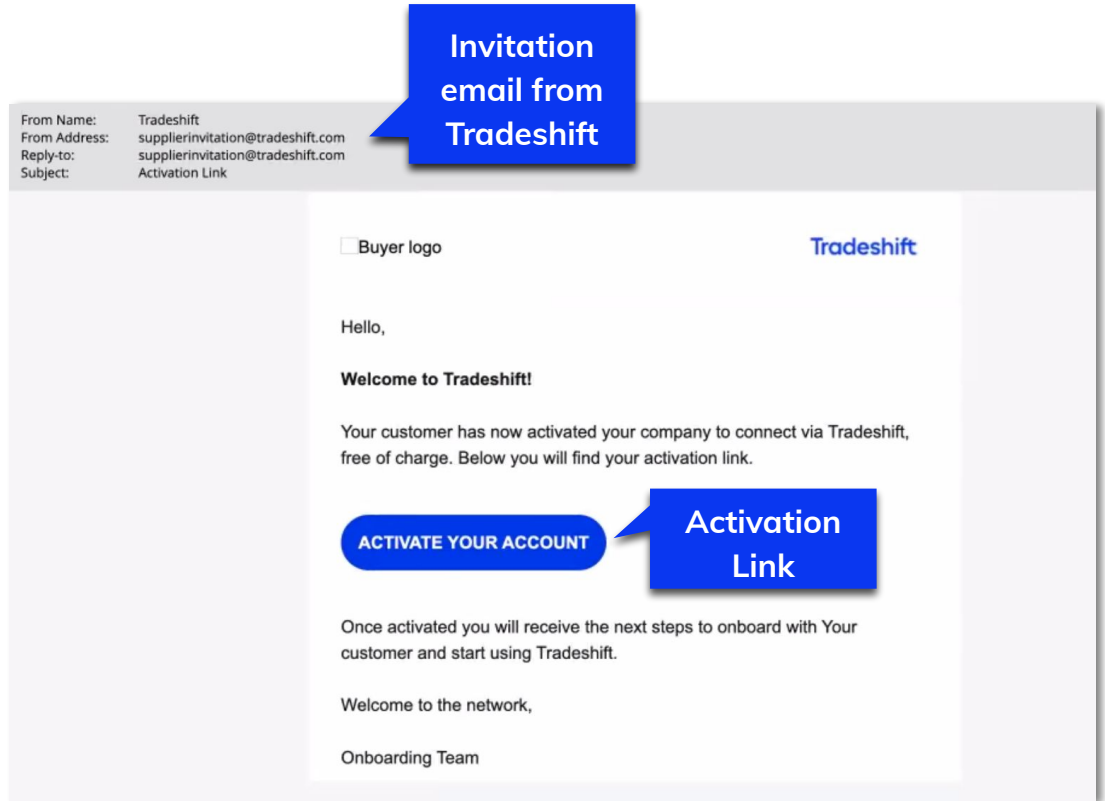 Invitation
email from
Tradeshift
From Name: Tradeshift
From Address: supplierinvitation@tradeshift.com
Reply-to: supplierinvitation@tradeshift.com
Subject: Activation Link
Buyer logo
Tradeshift
Hello,
Welcome to Tradeshift!
Your customer has now activated your company to connect via Tradeshift,
free of charge. Below you will find your activation link.
ACTIVATE YOUR ACCOUNT
Activation
Link
Once activated you will receive the next steps to onboard with Your
customer and start using Tradeshift.
Welcome to the network,
Onboarding Team